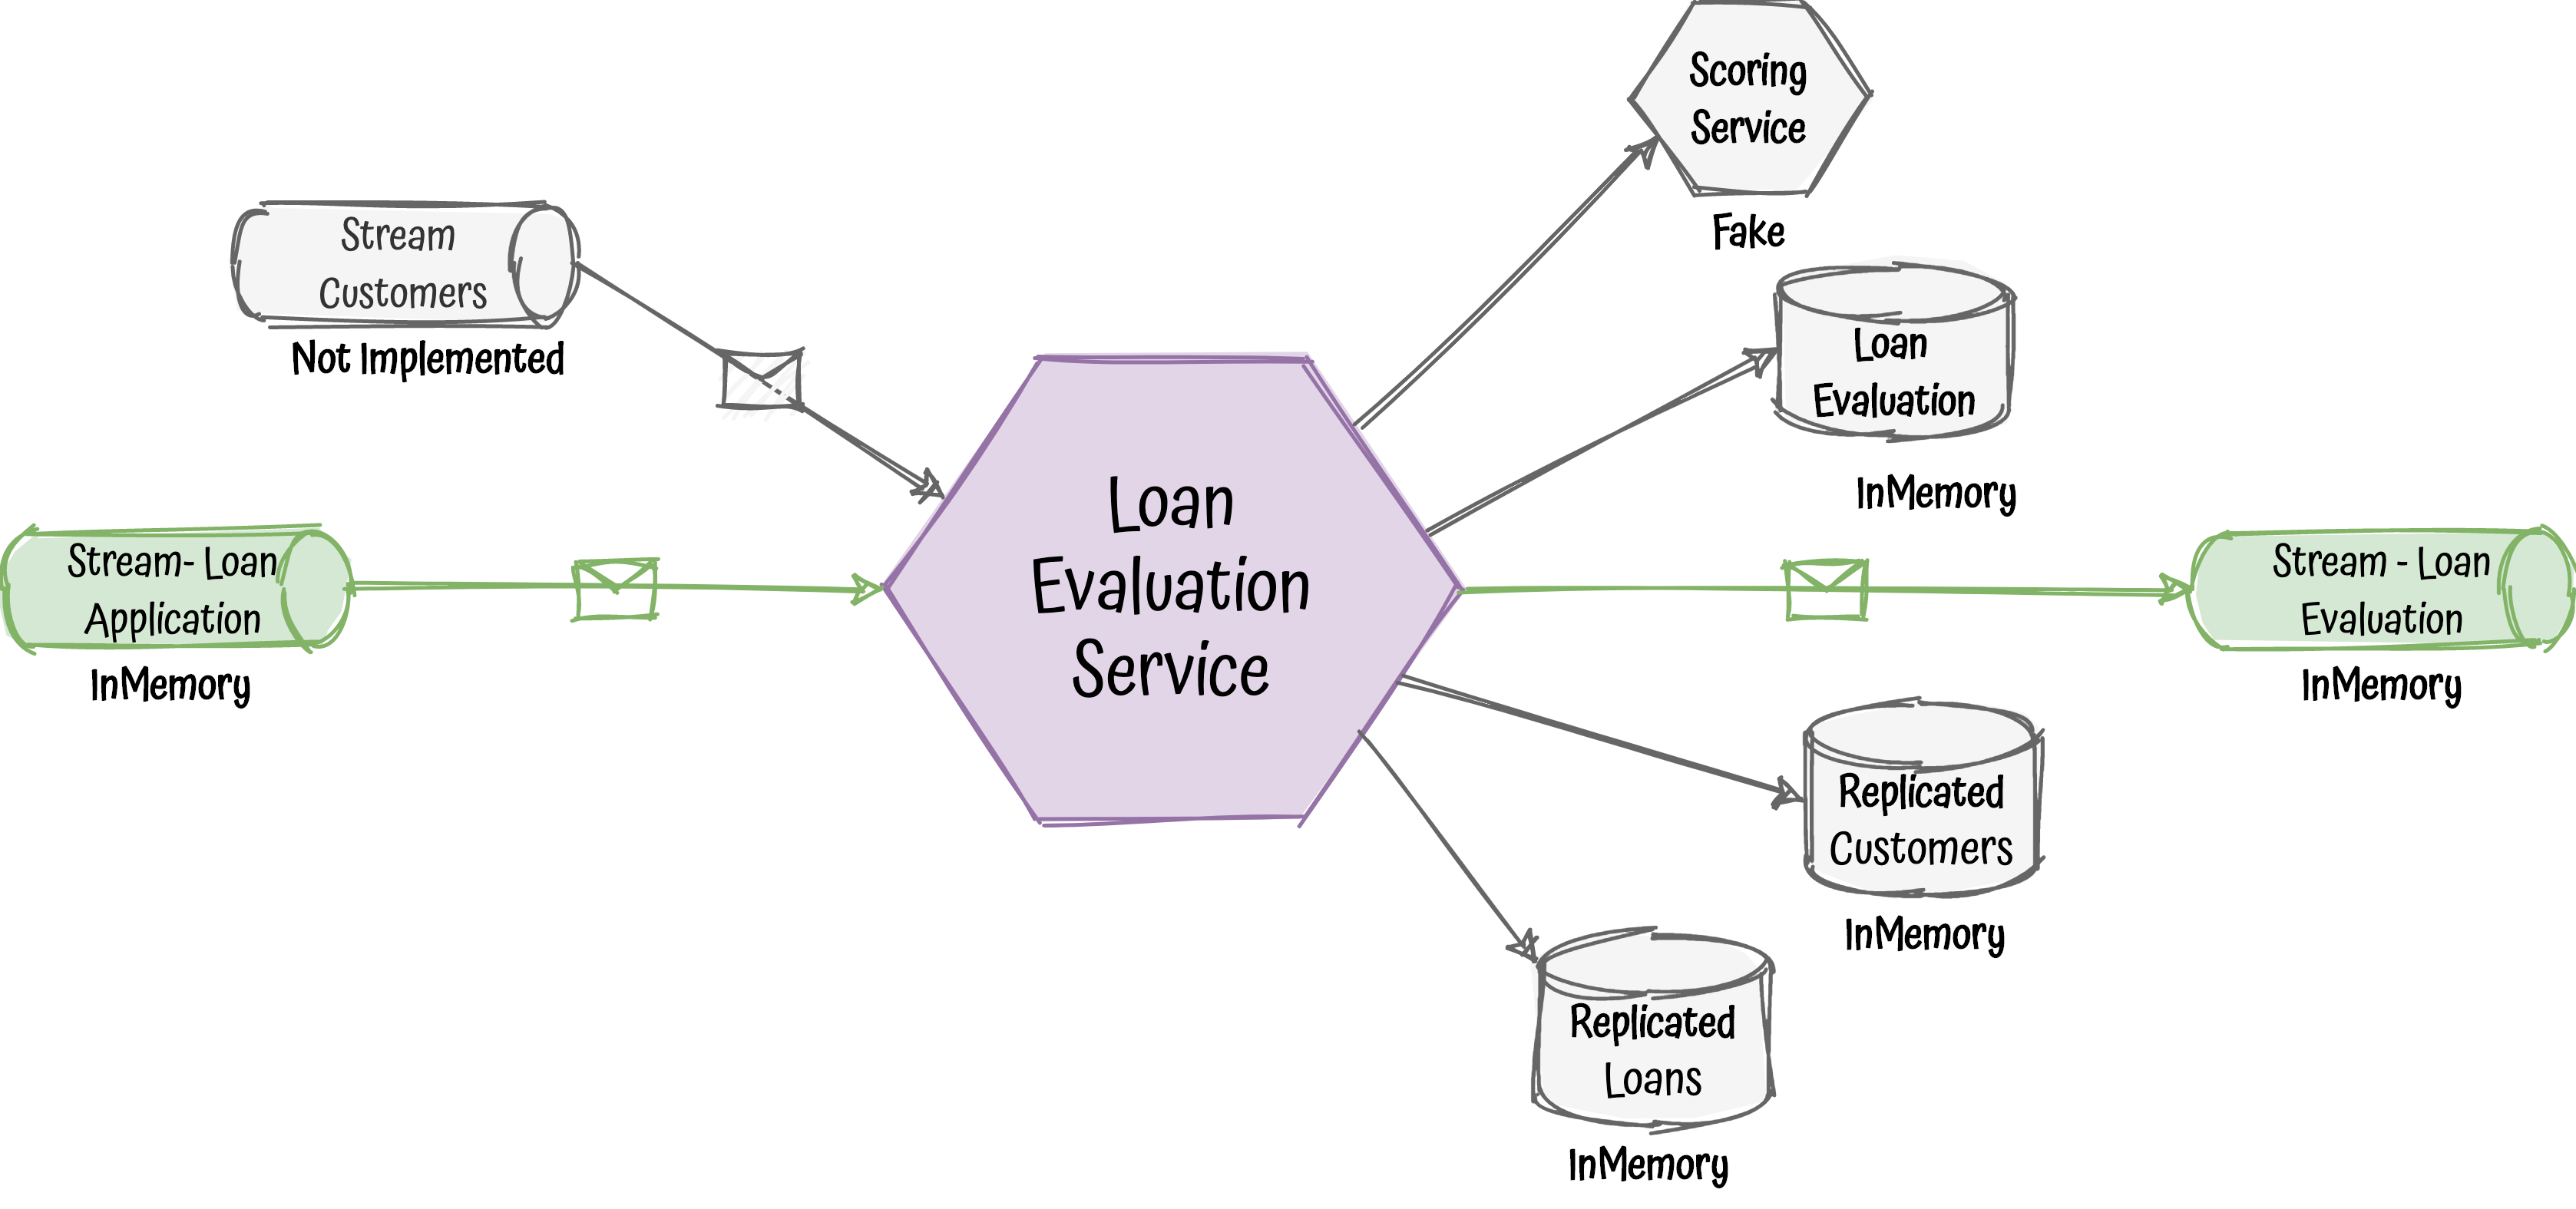 Scoring
Service
Fake
Stream
Customers
Not Implemented
Loan
Evaluation
InMemory
Stream- Loan
Application
InMemory
Loan
Evaluation
Service
Stream - Loan
Evaluation
InMemory
Replicated
Customers
InMemory
Replicated
Loans
InMemory